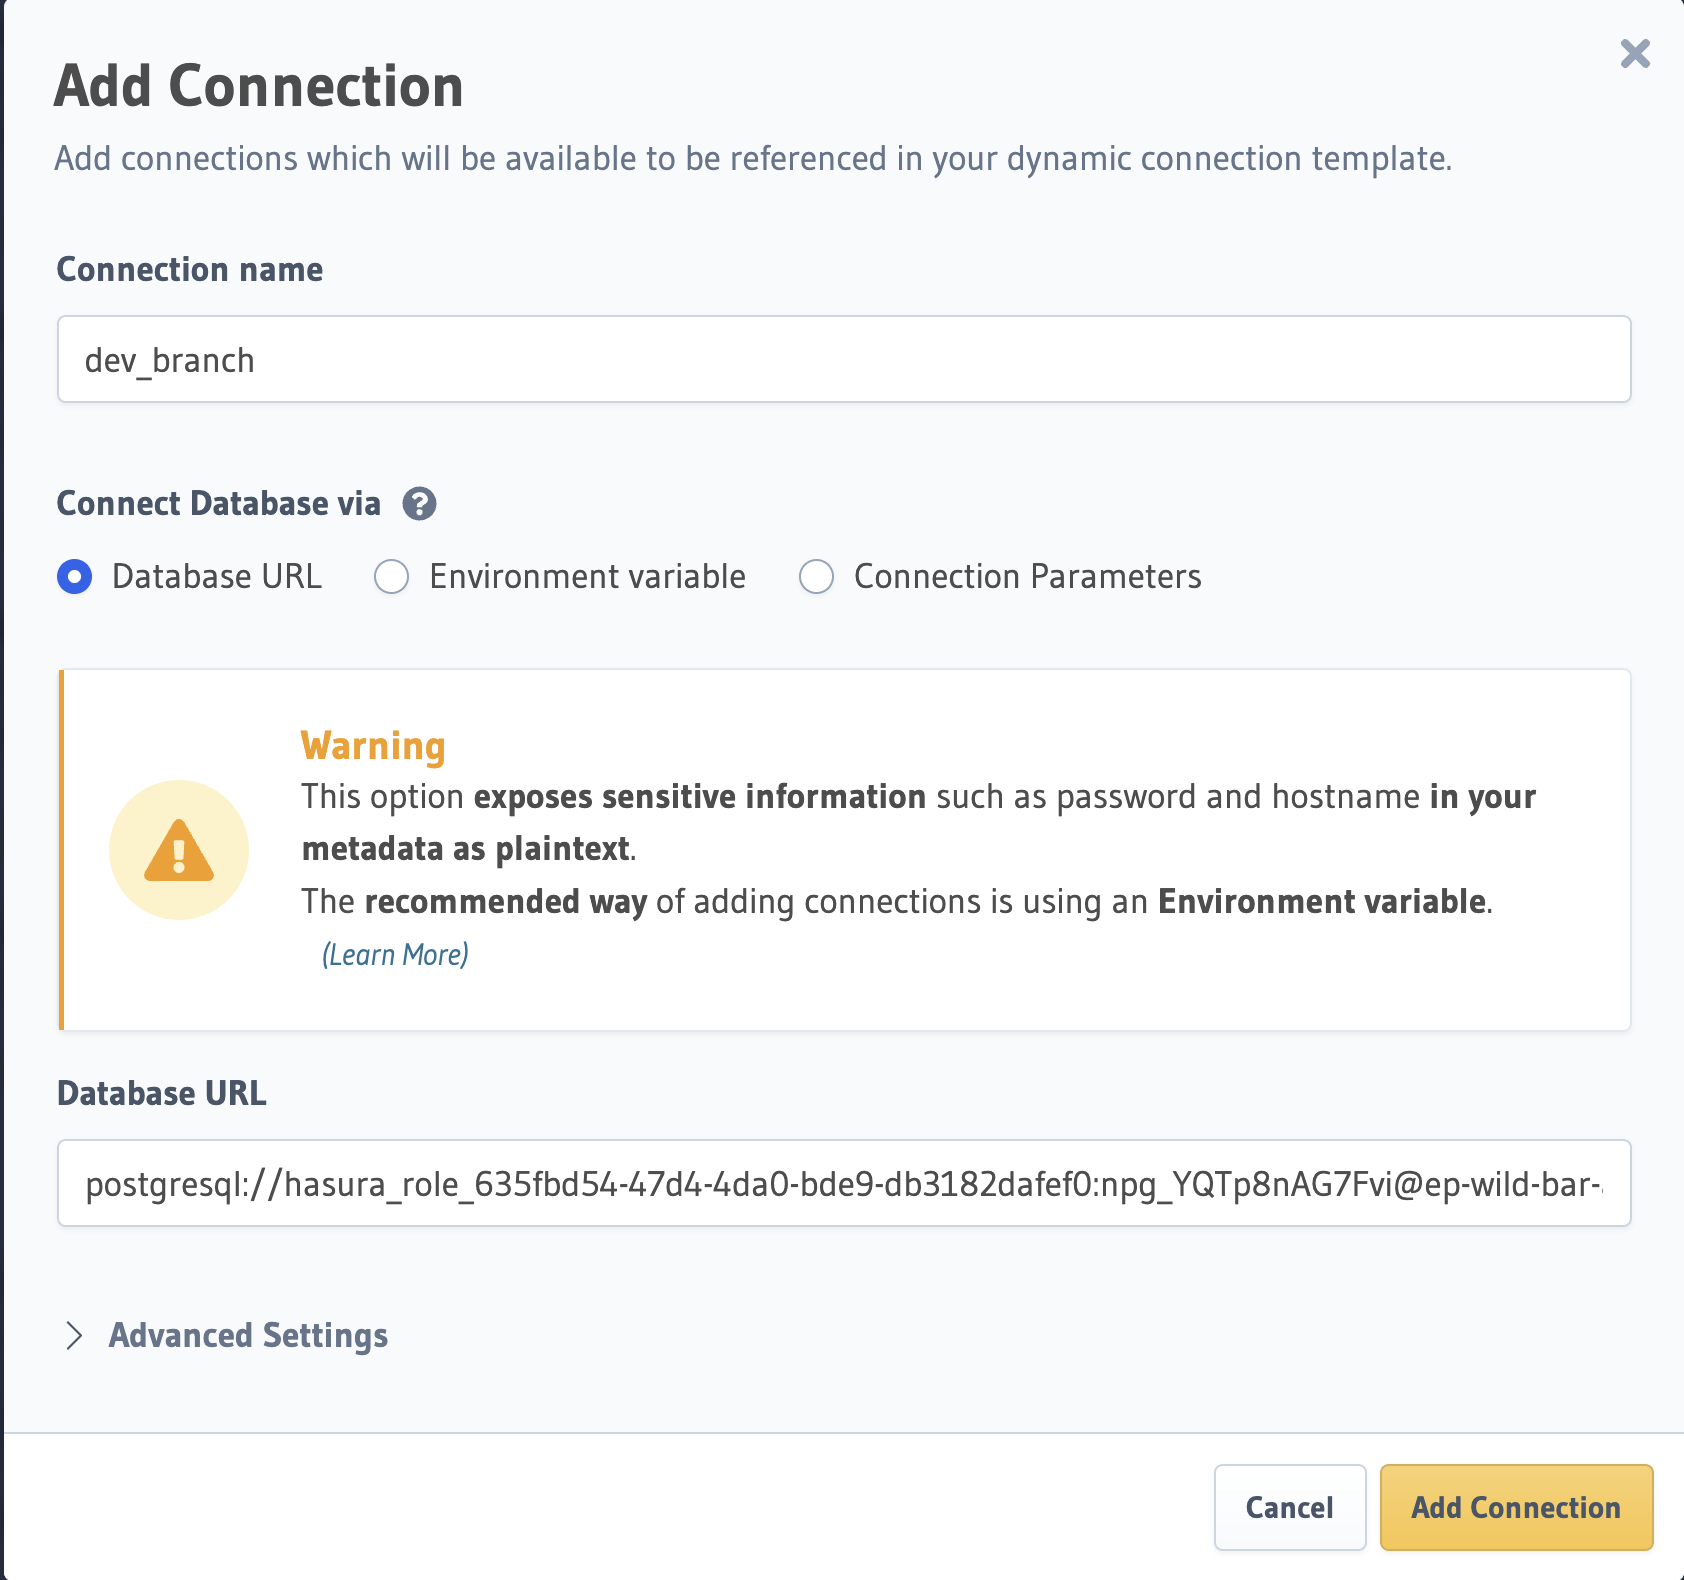 Add Connection
Add connections which will be available to be referenced in your dynamic connection template.
Connection name
dev_branch
Connect Database via
Database URL
Environment variable
Connection Parameters
Warning
This option exposes sensitive information such as password and hostname in your
metadata as plaintext.
The recommended way of adding connections is using an Environment variable.
(Learn More)
Database URL
postgresql://hasura_role_635fbd54-47d4-4da0-bde9-db3182dafef0:npg_YQTp8nAG7Fvi@ep-wild-bar-
Advanced Settings
Cancel
Add Connection